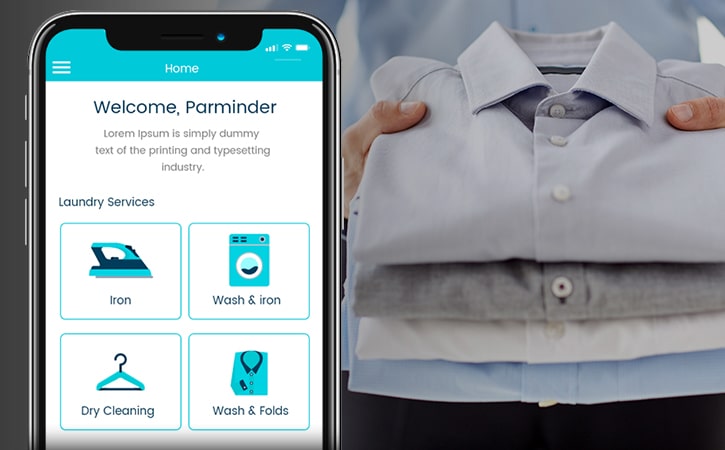 Home
Welcome, Parminder
Lorem Ipsum is simply dummy
text of the printing and typesetting
industry.
Laundry Services
Iron
Wash & iron
Dry Cleaning
Wash & Folds